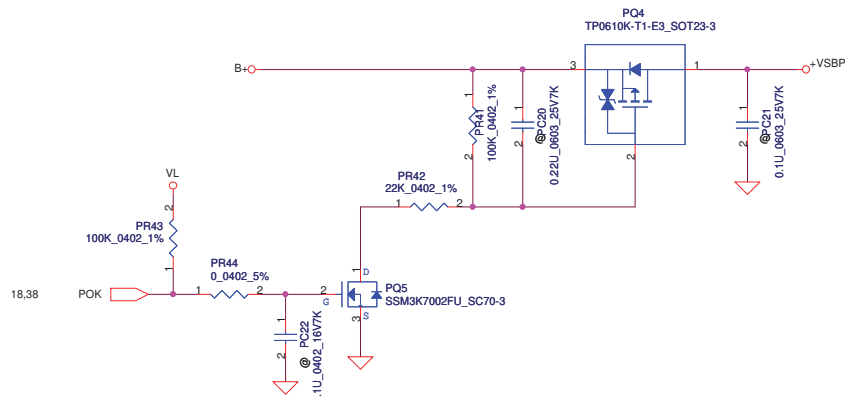 PQ4
TP0610K-T1-E3_SOT23-3
B+
3
1
+VSBP
1
PR41
100K_0402_1%
2
1
@PC20
0.22U_0603_25V7K
2
2
1
@PC21
0.1U_0603_25V7K
2
VL
PR42
22K_0402_1%
1
2
2
PR43
100K_0402_1%
1
PR44
0_0402_5%
18,38
POK
1
2
2
G
1
D
PQ5
SSM3K7002FU_SC70-3
S
3
1
@ PC22
.1U_0402_16V7K
2